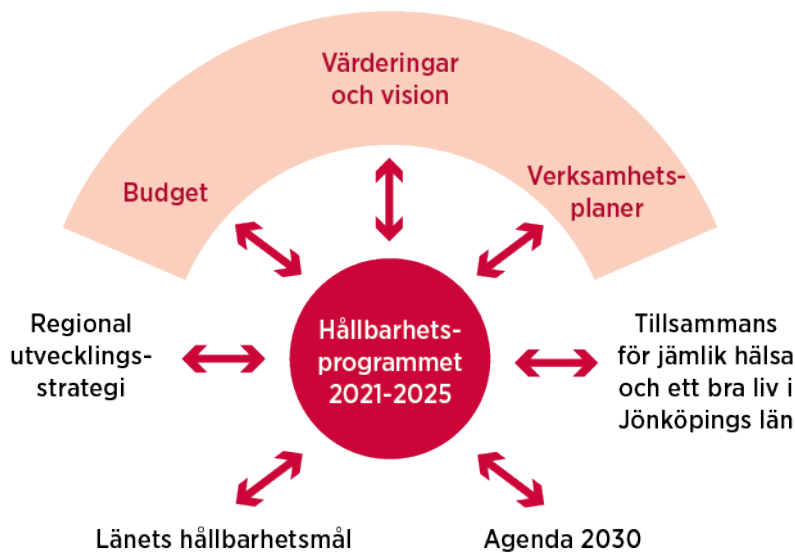 Värderingar
och vision
Budget
Verksamhets-
planer
Regional
utvecklings-
strategi
Hållbarhets-
programmet
2021-2025
Tillsammans
för jämlik hälsa
och ett bra liv i
Jönköpings län
Länets hållbarhetsmål
Agenda 2030